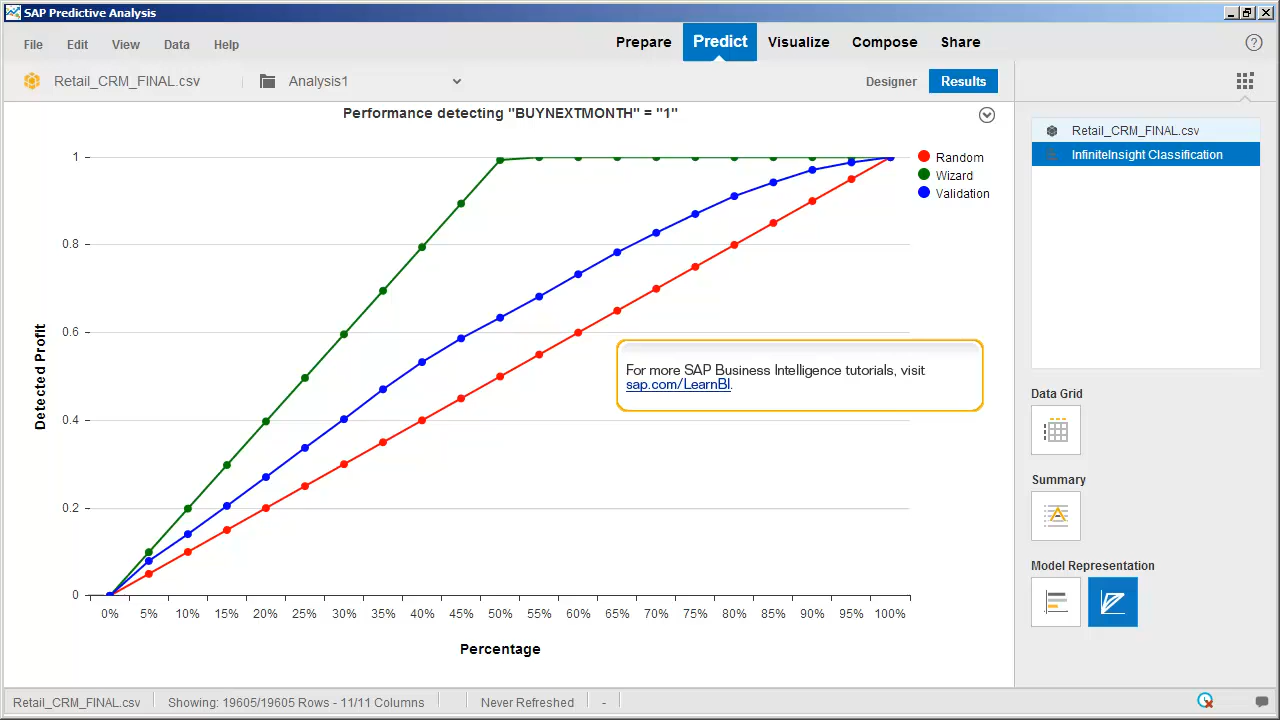 SAP Predictive Analysis
File Edit View Data Help
Prepare Predict Visualize Compose Share
Retail_CRM_FINAL.csv
Analysis1
Designer Results
Performance detecting "BUYNEXTMONTH" = "1"
Random
Wizard
Validation
1
0.8
0.6
0.4
0.2
0
Detected Profit
0% 5% 10% 15% 20% 25% 30% 35% 40% 45% 50% 55% 60% 65% 70% 75% 80% 85% 90% 95% 100%
Percentage
For more SAP Business Intelligence tutorials, visit
sap.com/LearnBI.
Retail_CRM_FINAL.csv
InfiniteInsight Classification
Data Grid
Summary
Model Representation
Retail_CRM_FINAL.csv Showing: 19605/19605 Rows - 11/11 Columns Never Refreshed -